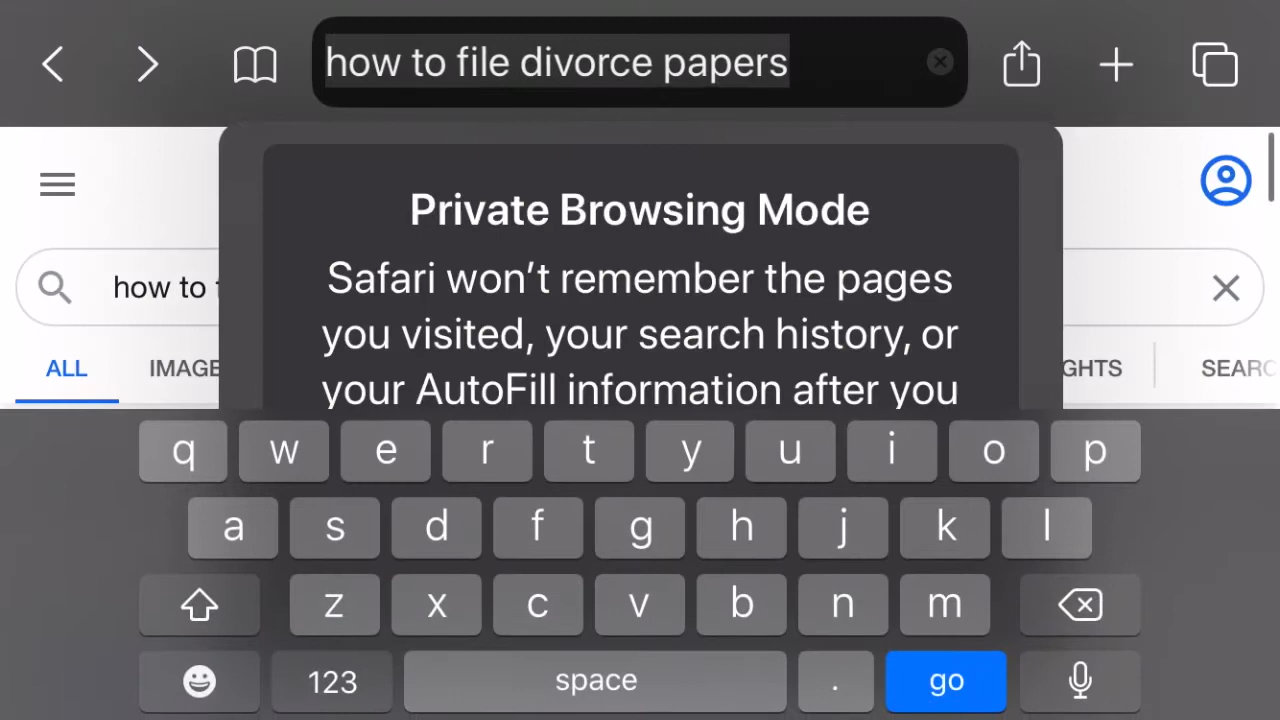 how to file divorce papers
Private Browsing Mode
Safari won't remember the pages
you visited, your search history, or
your AutoFill information after you
how to f
ALL IMAGE GHTS SEARC
q w e r t y u i o p
a s d f g h j k l
z x c v b n m
123 space . go